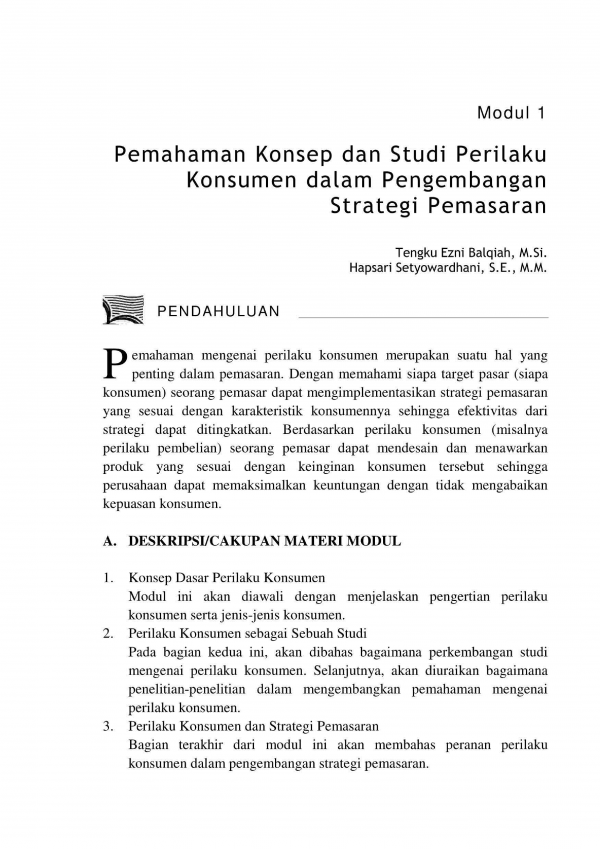 Modul 1
Pemahaman Konsep dan Studi Perilaku
Konsumen dalam Pengembangan
Strategi Pemasaran
Tengku Ezni Balqiah, M.Si.
Hapsari Setyowardhani, S.E., M.M.
PENDAHULUAN
Pemahaman mengenai perilaku konsumen merupakan suatu hal yang
penting dalam pemasaran. Dengan memahami siapa target pasar (siapa
konsumen) seorang pemasar dapat mengimplementasikan strategi pemasaran
yang sesuai dengan karakteristik konsumennya sehingga efektivitas dari
strategi dapat ditingkatkan. Berdasarkan perilaku konsumen (misalnya
perilaku pembelian) seorang pemasar dapat mendesain dan menawarkan
produk yang sesuai dengan keinginan konsumen tersebut sehingga
perusahaan dapat memaksimalkan keuntungan dengan tidak mengabaikan
kepuasan konsumen.
A. DESKRIPSI/CAKUPAN MATERI MODUL
1. Konsep Dasar Perilaku Konsumen
Modul ini akan diawali dengan menjelaskan pengertian perilaku
konsumen serta jenis-jenis konsumen.
2. Perilaku Konsumen sebagai Sebuah Studi
Pada bagian kedua ini, akan dibahas bagaimana perkembangan studi
mengenai perilaku konsumen. Selanjutnya, akan diuraikan bagaimana
penelitian-penelitian dalam mengembangkan pemahaman mengenai
perilaku konsumen.
3. Perilaku Konsumen dan Strategi Pemasaran
Bagian terakhir dari modul ini akan membahas peranan perilaku
konsumen dalam pengembangan strategi pemasaran.